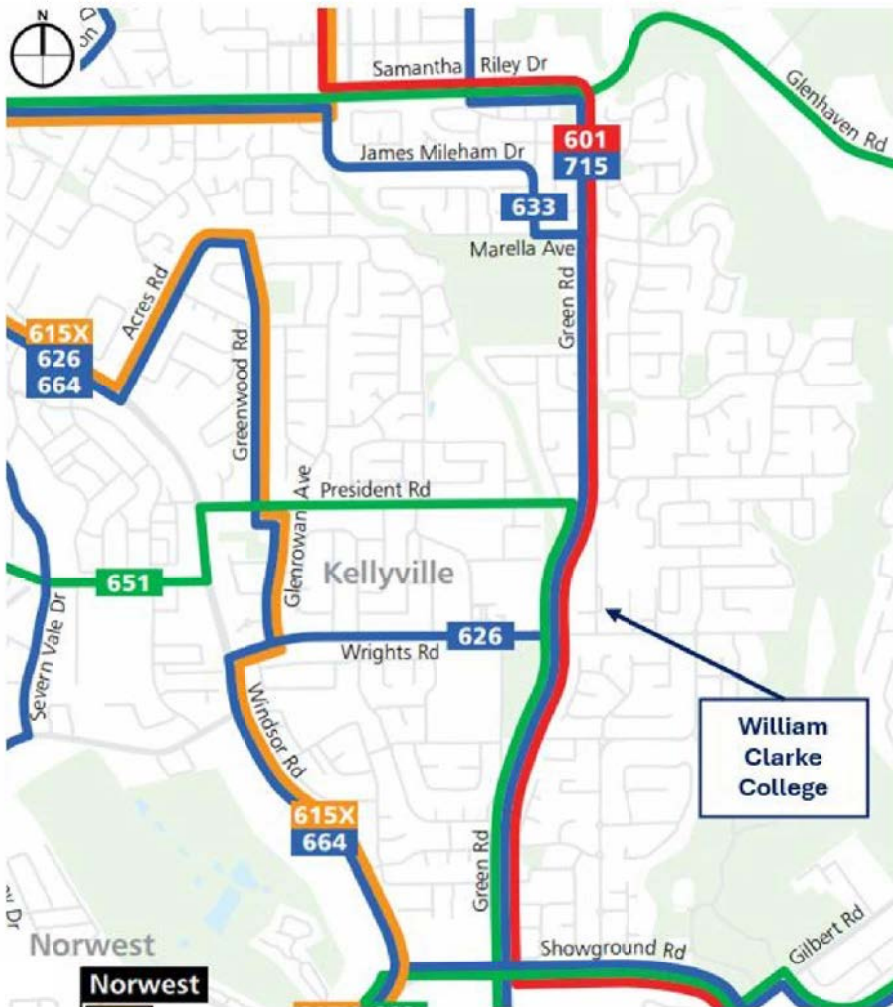 N
Samantha Riley Dr
Glenhaven Rd
601
715
James Mileham Dr
633
Marella Ave
Green Rd
Acres Rd
615X
626
664
Greenwood Rd
President Rd
Glenrowan Ave
Kellyville
651
626
Wrights Rd
Severn Vale Dr
Windsor Rd
William
Clarke
College
615X
664
Green Rd
Showground Rd
Gilbert Rd
Norwest
Norwest